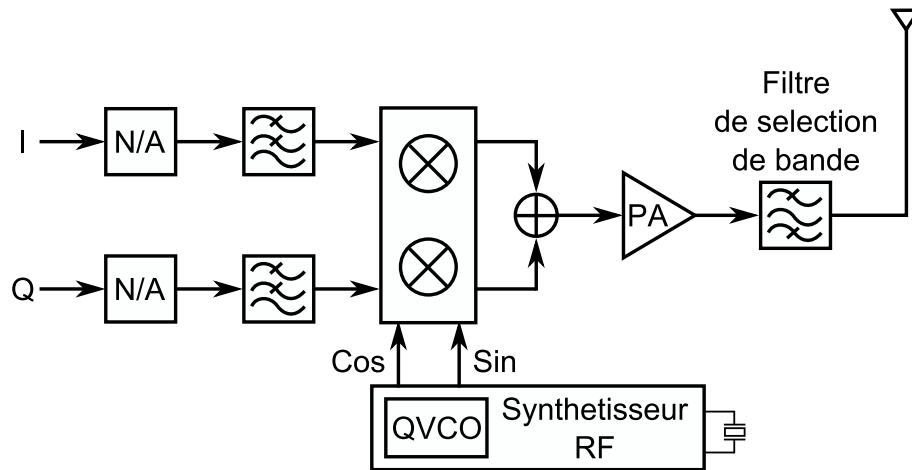 Filtre
de selection
de bande
I
N/A
PA
Q
N/A
Cos
Sin
QVCO
Synthetisseur
RF